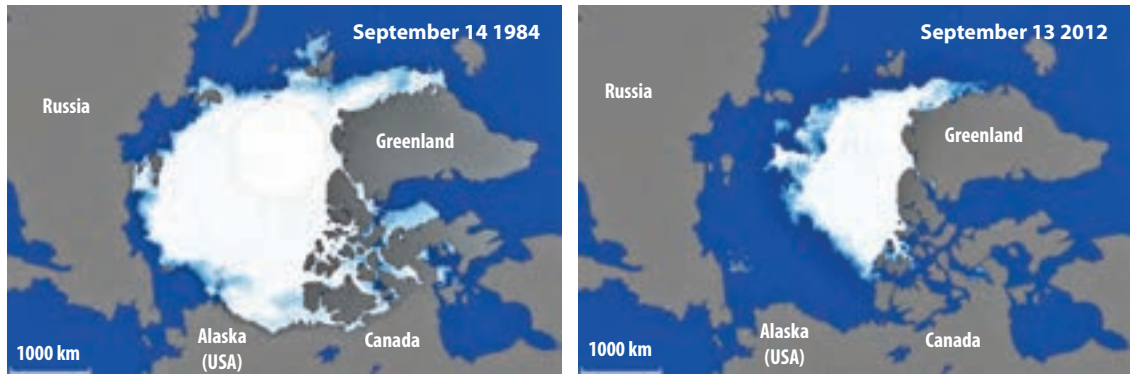 September 14 1984
Russia
Greenland
Alaska
(USA)
Canada
1000 km
September 13 2012
Russia
Greenland
Alaska
(USA)
Canada
1000 km